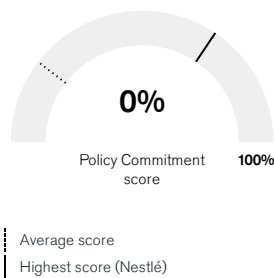 0%
Policy Commitment
score
100%
Average score
Highest score (Nestlé)